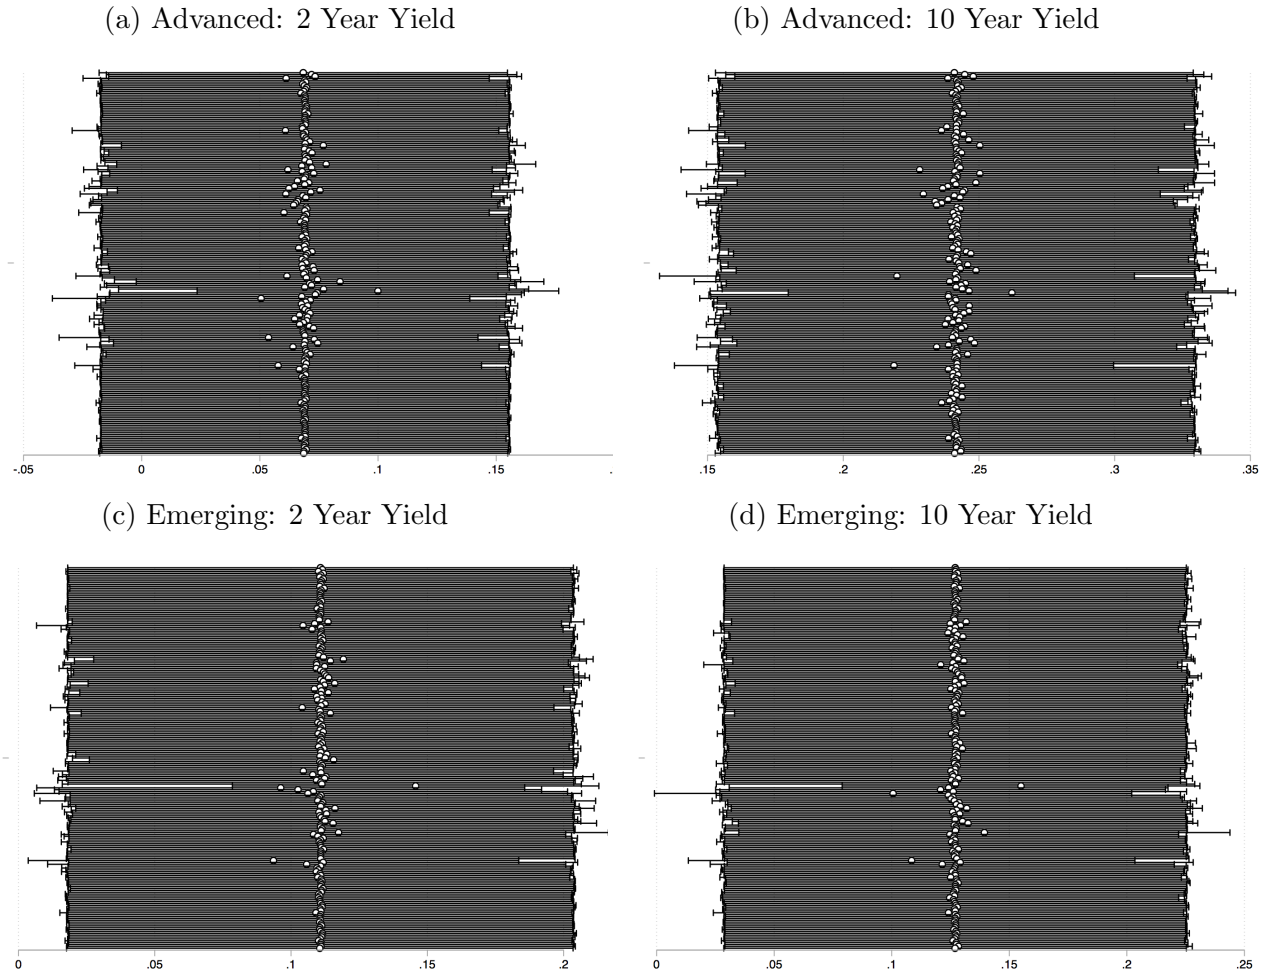 (a) Advanced: 2 Year Yield
(b) Advanced: 10 Year Yield
-.05 0 .05 .1 .15 .
.15 .2 .25 .3 .35
(c) Emerging: 2 Year Yield
(d) Emerging: 10 Year Yield
0 .05 .1 .15 .2
0 .05 .1 .15 .2 .25